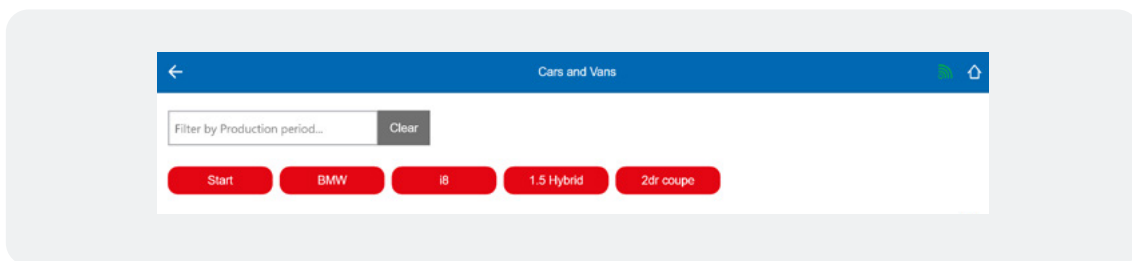 Cars and Vans
Filter by Production period... Clear
Start BMW i8 1.5 Hybrid 2dr coupe